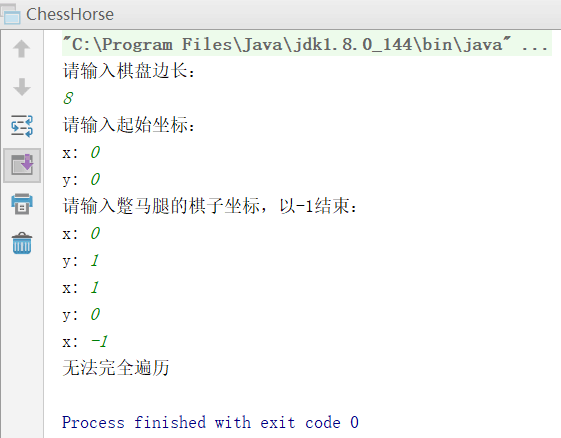 ChessHorse
"C:\Program Files\Java\jdk1.8.0_144\bin\java" ...
请输入棋盘边长：
8
请输入起始坐标：
x: 0
y: 0
请输入蹩马腿的棋子坐标，以-1结束：
x: 0
y: 1
x: 1
y: 0
x: -1
无法完全遍历
Process finished with exit code 0